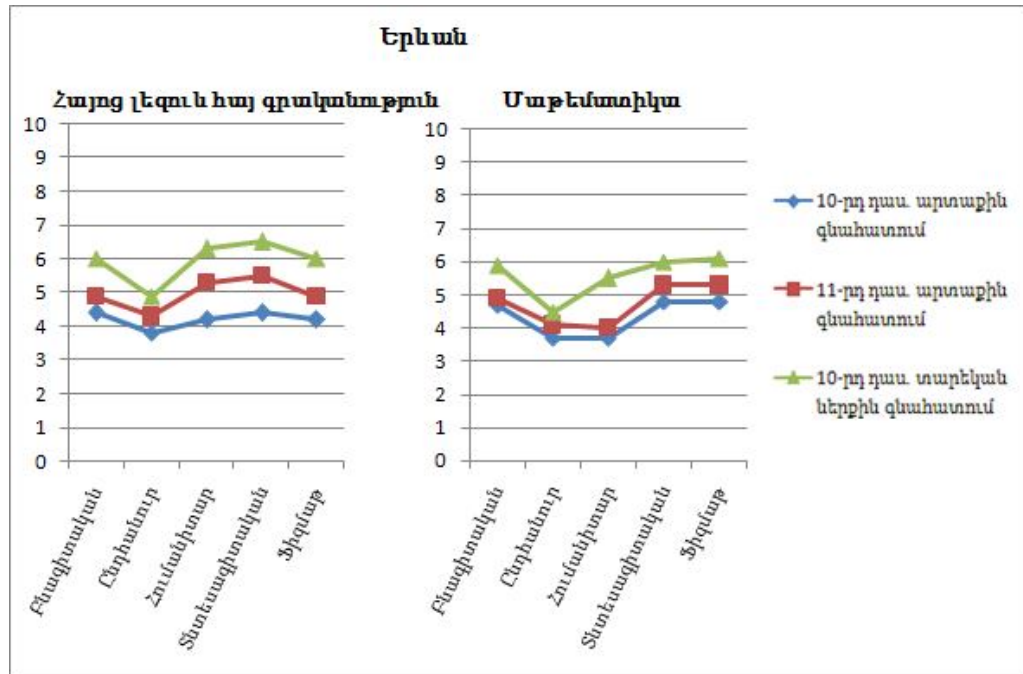 Երևան
Հայոց լեզու և հայ գրականություն
Մաթեմատիկա
10
9
8
7
6
5
4
3
2
1
0
Բնագիտական
Ընդհանուր
Հումանիտար
Տնտեսագիտական
Ֆիզմաթ
10
9
8
7
6
5
4
3
2
1
0
Բնագիտական
Ընդհանուր
Հումանիտար
Տնտեսագիտական
Ֆիզմաթ
10-րդ դաս. արտաքին
գնահատում
11-րդ դաս. արտաքին
գնահատում
10-րդ դաս. տարեկան
ներքին գնահատում